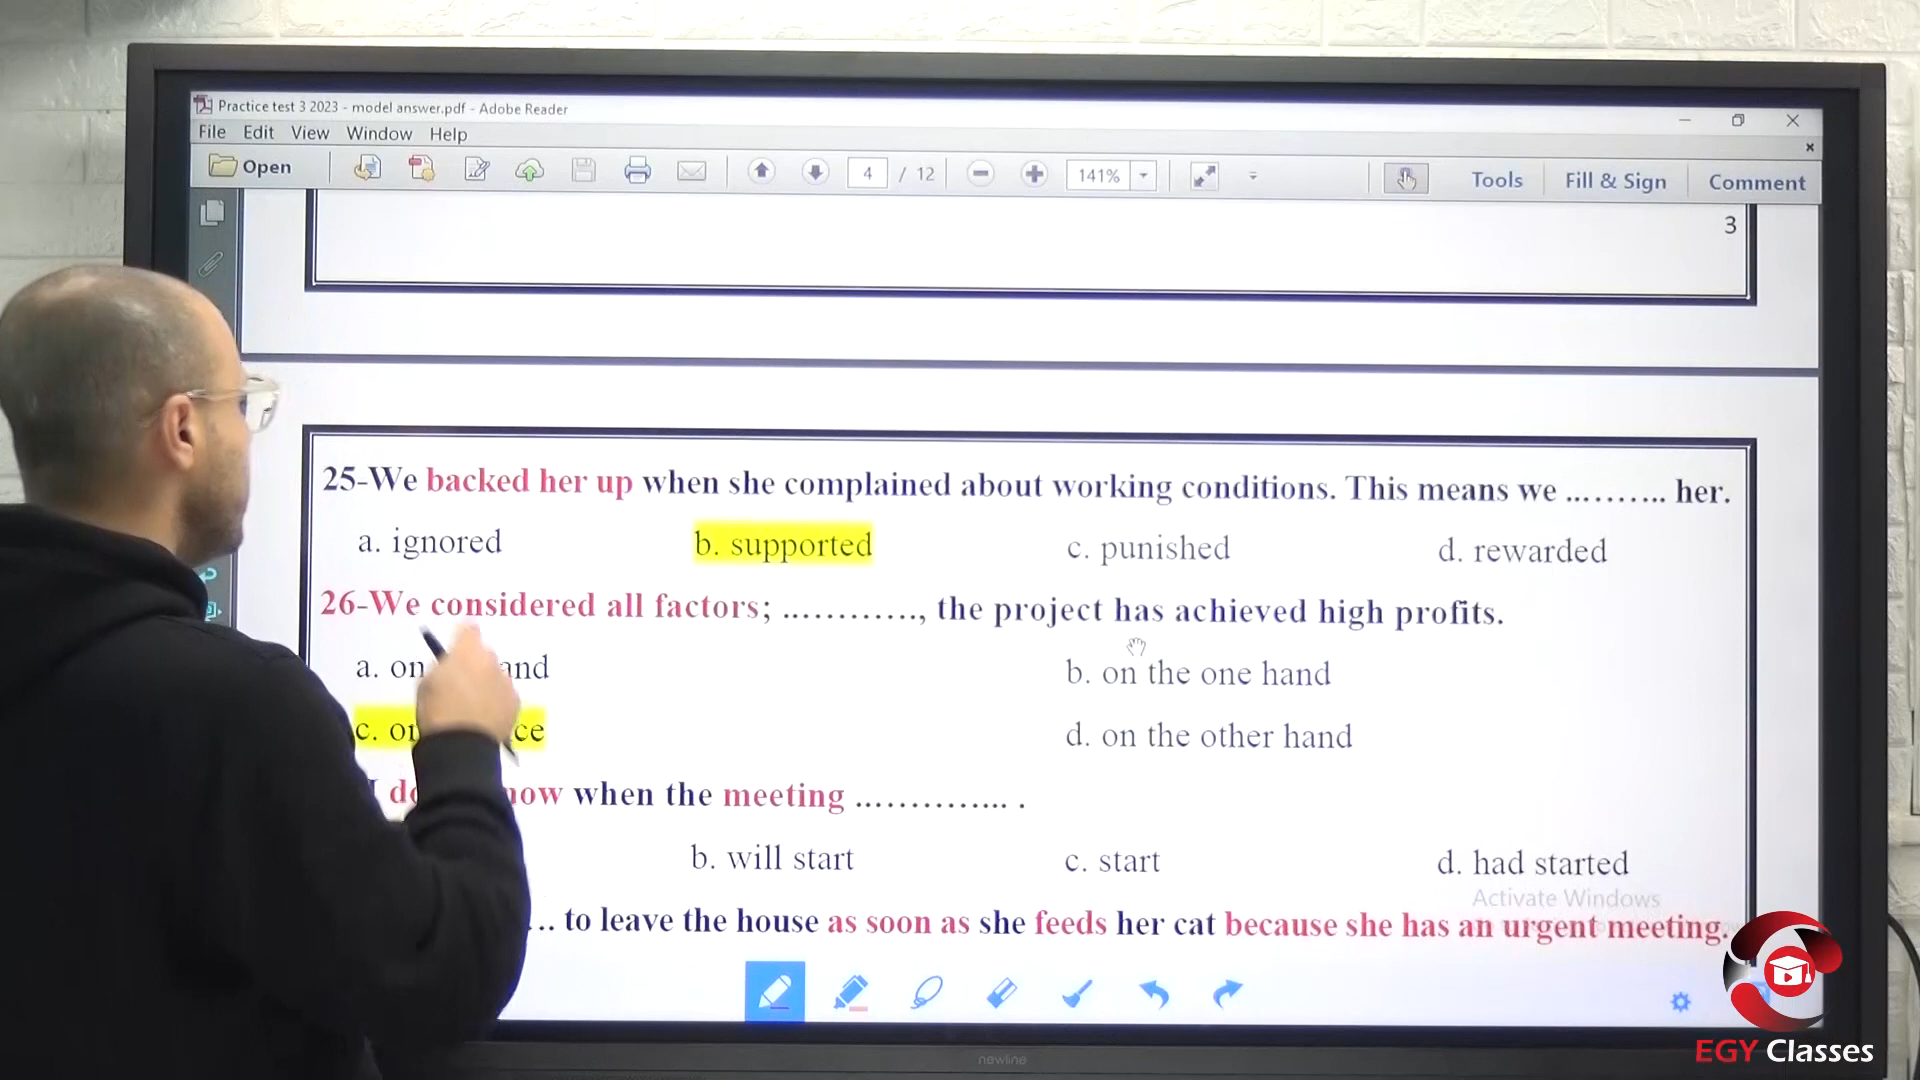 Practice test 3 2023 - model answer.pdf - Adobe Reader
File Edit View Window Help
Open 4 / 12 141% Tools Fill & Sign Comment
3
25-We backed her up when she complained about working conditions. This means we ......... her.
a. ignored b. supported c. punished d. rewarded
26-We considered all factors; ............, the project has achieved high profits.
a. on and b. on the one hand
c. ce d. on the other hand
I now when the meeting .............. .
b. will start c. start d. had started
Activate Windows
.. to leave the house as soon as she feeds her cat because she has an urgent meeting.
newline
EGY Classes